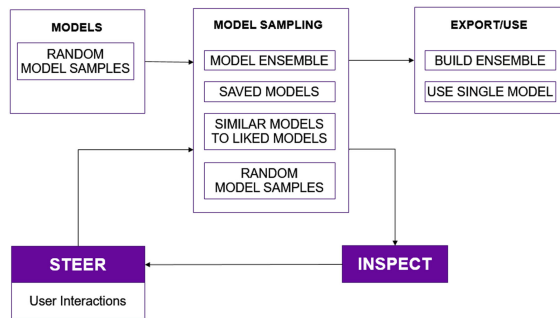 MODELS
RANDOM
MODEL SAMPLES
MODEL SAMPLING
MODEL ENSEMBLE
SAVED MODELS
SIMILAR MODELS
TO LIKED MODELS
RANDOM
MODEL SAMPLES
EXPORT/USE
BUILD ENSEMBLE
USE SINGLE MODEL
STEER
User Interactions
INSPECT